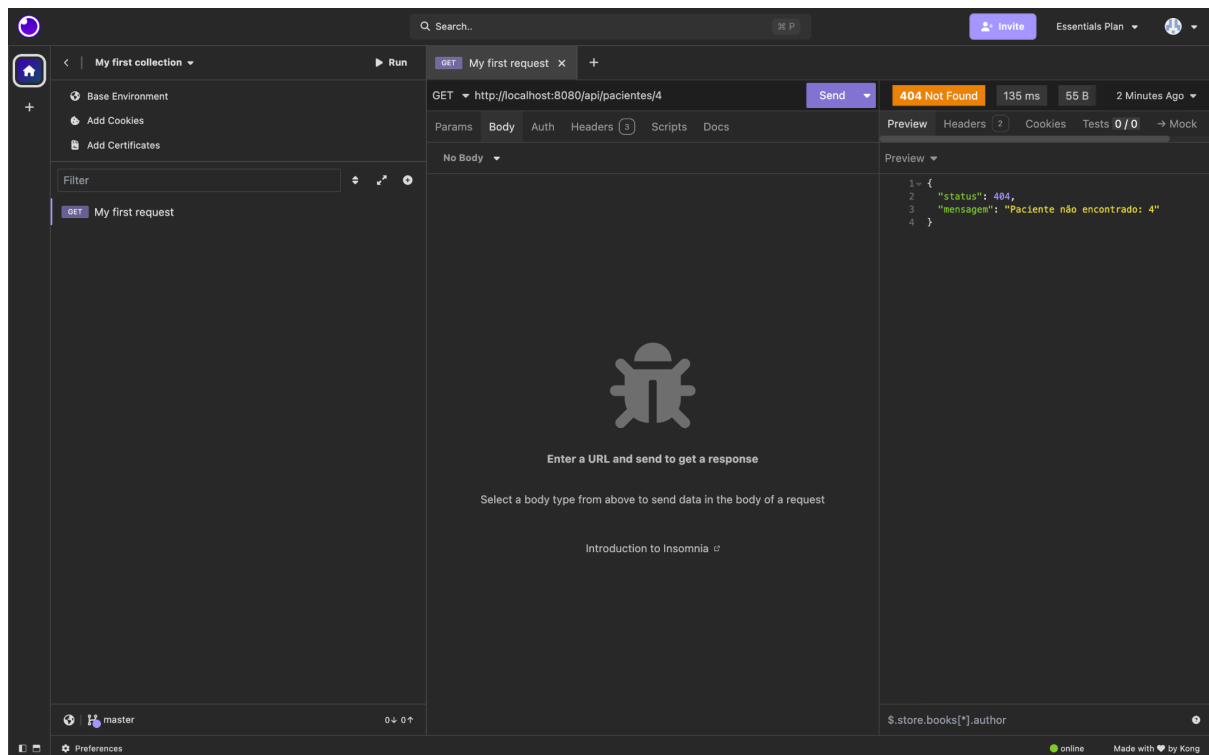 Search..
⌘ P
Invite
Essentials Plan
My first collection
Run
GET My first request
Base Environment
Add Cookies
Add Certificates
Filter
GET My first request
GET http://localhost:8080/api/pacientes/4
Send
Params Body Auth Headers 3 Scripts Docs
No Body
Enter a URL and send to get a response
Select a body type from above to send data in the body of a request
Introduction to Insomnia
404 Not Found 135 ms 55 B 2 Minutes Ago
Preview Headers 2 Cookies Tests 0 / 0 → Mock
Preview
1 {
2 "status": 404,
3 "mensagem": "Paciente não encontrado: 4"
4 }
master
0↓ 0↑
$.store.books[*].author
Preferences
online
Made with ♥ by Kong